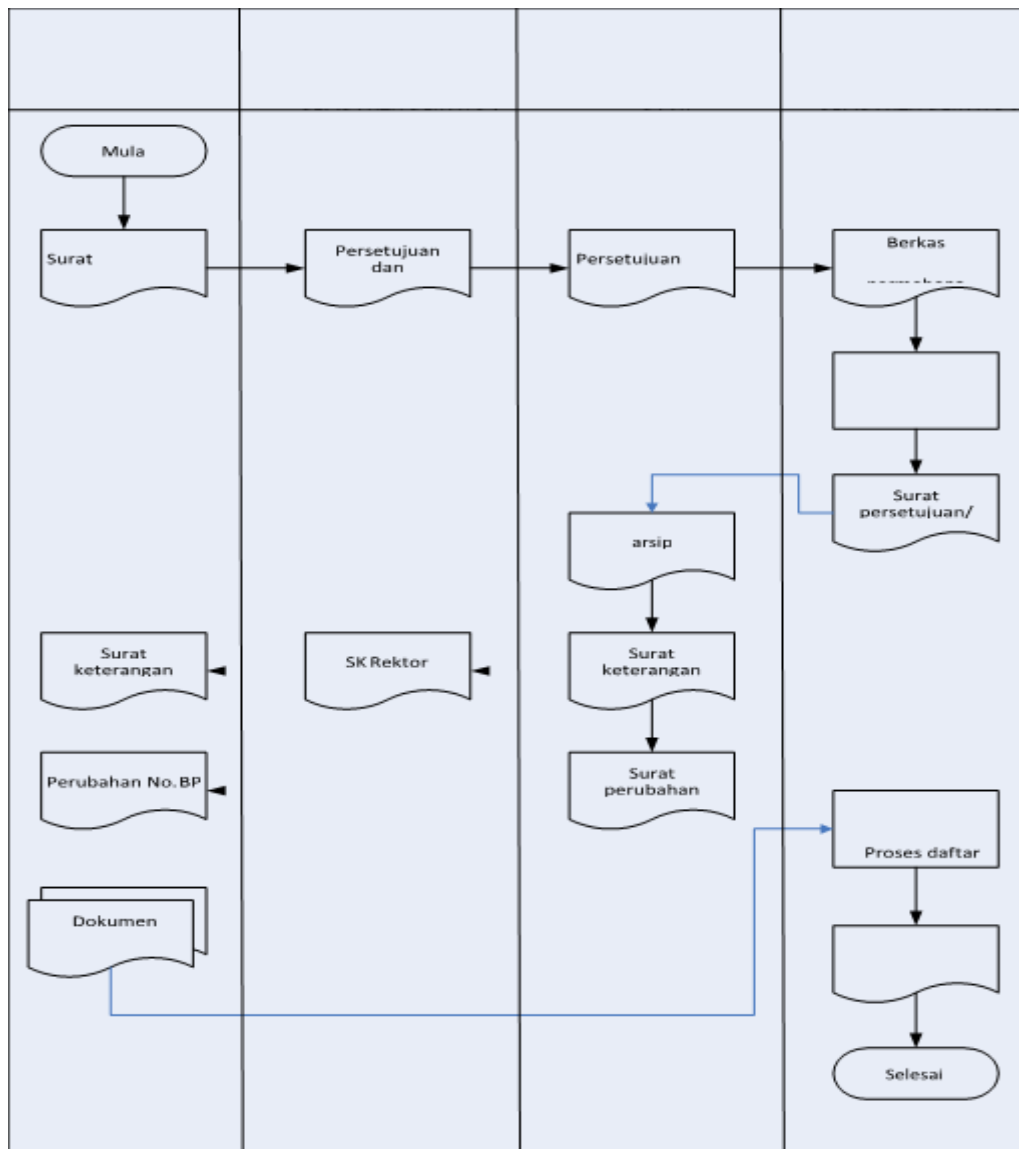 Mula
Surat
Persetujuan
dan
Persetujuan
Berkas
Surat
persetujuan/
arsip
Surat
keterangan
SK Rektor
Surat
keterangan
Perubahan No. BP
Surat
perubahan
Proses daftar
Dokumen
Selesai